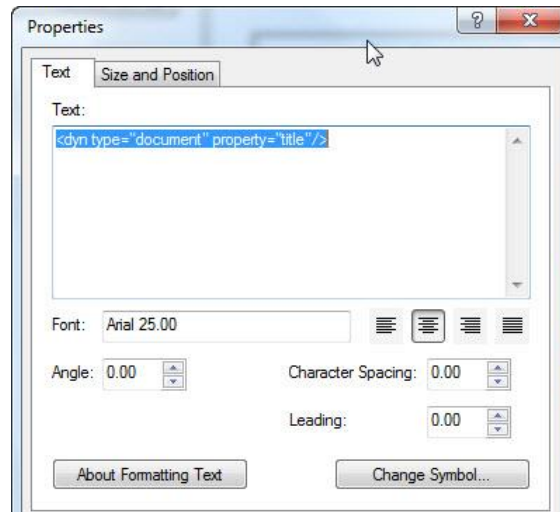 Properties
Text Size and Position
Text:
<dyn type="document" property="title"/>
Font: Arial 25.00
Angle: 0.00 Character Spacing: 0.00
Leading: 0.00
About Formatting Text Change Symbol...